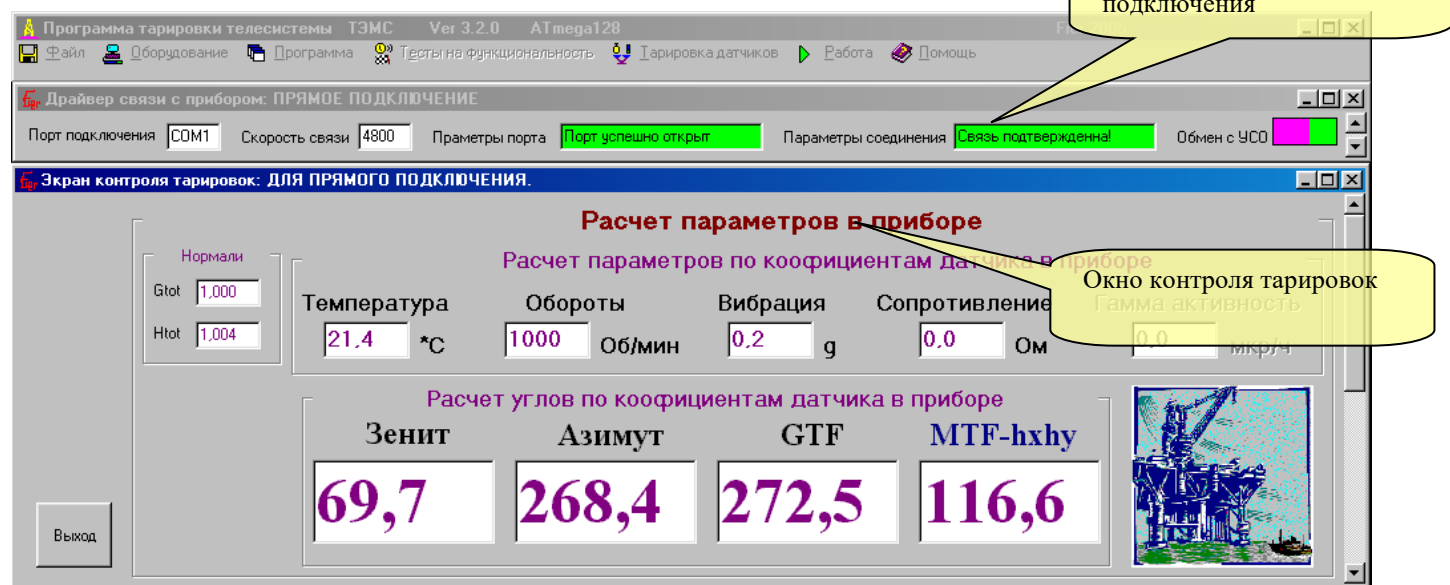 подключения
Программа тарировки телесистемы ТЭМС Ver 3.2.0 ATmega128
Файл Оборудование Программа Тесты на функциональность Тарировка датчиков Работа Помощь
Драйвер связи с прибором: ПРЯМОЕ ПОДКЛЮЧЕНИЕ
Порт подключения COM1 Скорость связи 4800 Праметры порта Порт успешно открыт Параметры соединения Связь подтвержденна! Обмен с УСО
Экран контроля тарировок: ДЛЯ ПРЯМОГО ПОДКЛЮЧЕНИЯ.
Расчет параметров в приборе
Нормали
Расчет параметров по коофициентам датчика в приборе
Окно контроля тарировок
Gtot 1,000
Htot 1,004
Температура Обороты Вибрация Сопротивление Гамма активность
21,4 *C 1000 Об/мин 0,2 g 0,0 Ом 0,0 мкр/ч
Расчет углов по коофициентам датчика в приборе
Зенит Азимут GTF MTF-hxhy
69,7 268,4 272,5 116,6
Выход